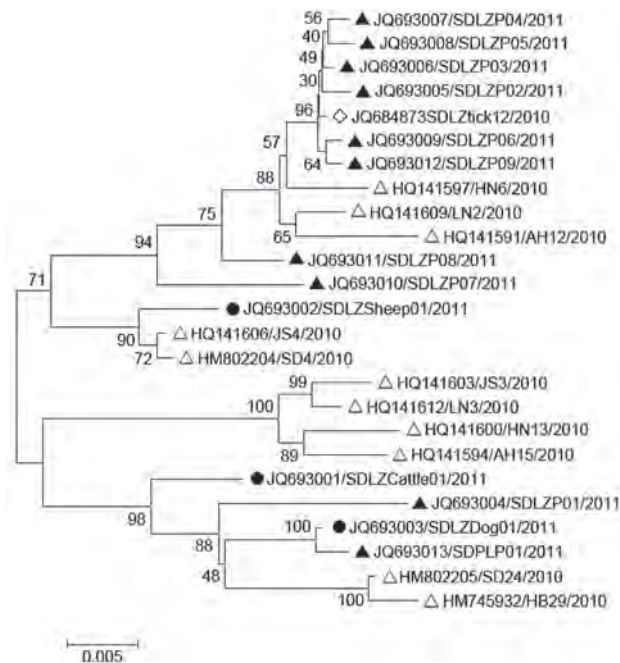 56
JQ693007/SDLZP04/2011
40
JQ693008/SDLZP05/2011
49
JQ693006/SDLZP03/2011
30
JQ693005/SDLZP02/2011
96
JQ684873SDLZtick12/2010
57
JQ693009/SDLZP06/2011
64
JQ693012/SDLZP09/2011
88
HQ141597/HN6/2010
75
HQ141609/LN2/2010
65
HQ141591/AH12/2010
94
JQ693011/SDLZP08/2011
71
JQ693010/SDLZP07/2011
JQ693002/SDLZSheep01/2011
90
HQ141606/JS4/2010
72
HM802204/SD4/2010
99
HQ141603/JS3/2010
100
HQ141612/LN3/2010
HQ141600/HN13/2010
89
HQ141594/AH15/2010
JQ693001/SDLZCattle01/2011
98
JQ693004/SDLZP01/2011
100
JQ693003/SDLZDog01/2011
88
JQ693013/SDPLP01/2011
48
HM802205/SD24/2010
100
HM745932/HB29/2010
0.005